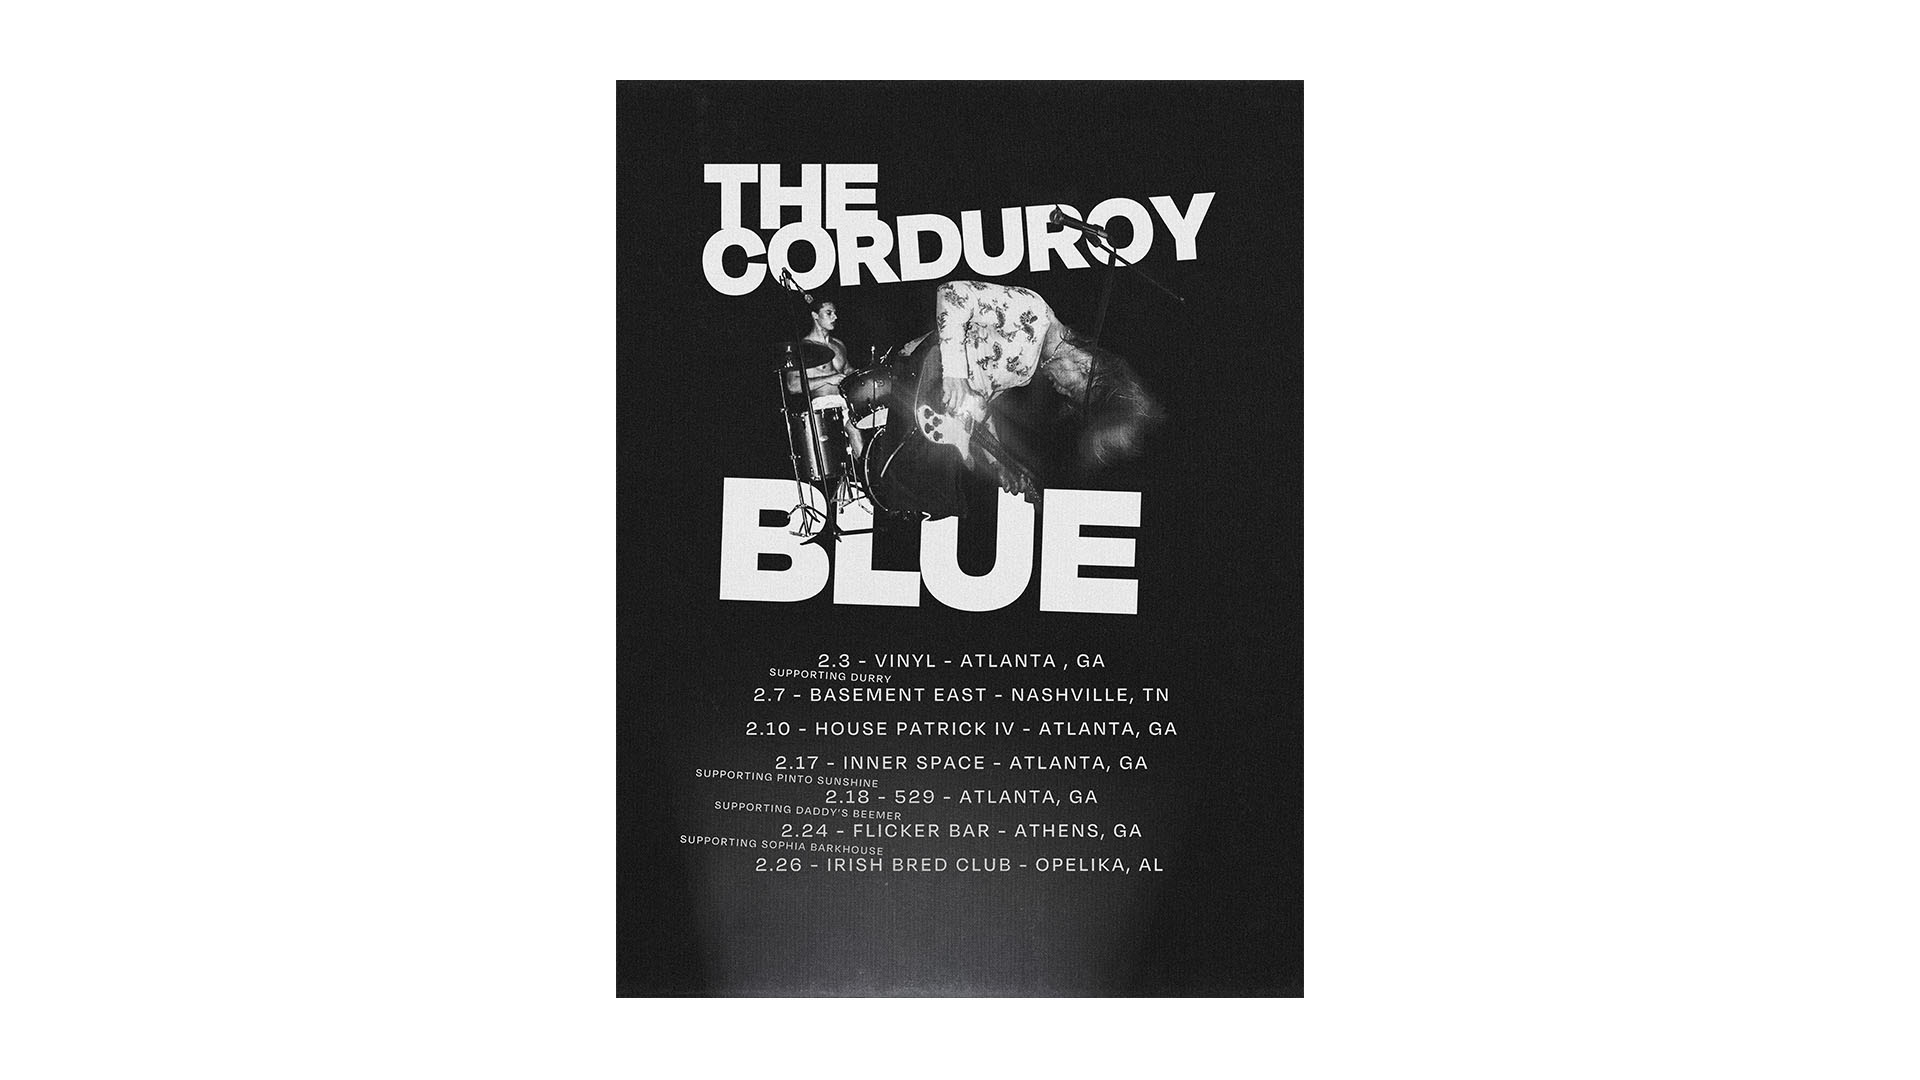 THE
CORDUROY
BLUE
2.3 - VINYL - ATLANTA , GA
SUPPORTING DURRY
2.7 - BASEMENT EAST - NASHVILLE, TN
2.10 - HOUSE PATRICK IV - ATLANTA, GA
2.17 - INNER SPACE - ATLANTA, GA
SUPPORTING PINTO SUNSHINE
2.18 - 529 - ATLANTA, GA
SUPPORTING DADDY'S BEEMER
2.24 - FLICKER BAR - ATHENS, GA
SUPPORTING SOPHIA BARKHOUSE
2.26 - IRISH BRED CLUB - OPELIKA, AL